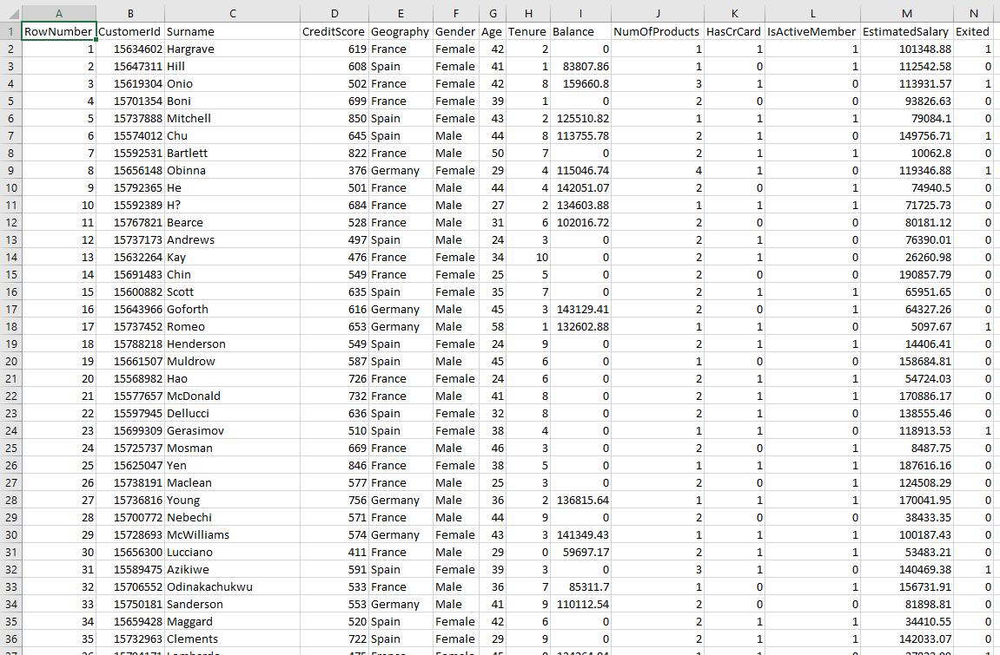 A B C D E F G H I J K L M N
1 RowNumber CustomerId Surname CreditScore Geography Gender Age Tenure Balance NumOfProducts HasCrCard IsActiveMember EstimatedSalary Exited
2 1 15634602 Hargrave 619 France Female 42 2 0 1 1 1 101348.88 1
3 2 15647311 Hill 608 Spain Female 41 1 83807.86 1 0 1 112542.58 0
4 3 15619304 Onio 502 France Female 42 8 159660.8 3 1 0 113931.57 1
5 4 15701354 Boni 699 France Female 39 1 0 2 0 0 93826.63 0
6 5 15737888 Mitchell 850 Spain Female 43 2 125510.82 1 1 1 79084.1 0
7 6 15574012 Chu 645 Spain Male 44 8 113755.78 2 1 0 149756.71 1
8 7 15592531 Bartlett 822 France Male 50 7 0 2 1 1 10062.8 0
9 8 15656148 Obinna 376 Germany Female 29 4 115046.74 4 1 0 119346.88 1
10 9 15792365 He 501 France Male 44 4 142051.07 2 0 1 74940.5 0
11 10 15592389 H? 684 France Male 27 2 134603.88 1 1 1 71725.73 0
12 11 15767821 Bearce 528 France Male 31 6 102016.72 2 0 0 80181.12 0
13 12 15737173 Andrews 497 Spain Male 24 3 0 2 1 0 76390.01 0
14 13 15632264 Kay 476 France Female 34 10 0 2 1 0 26260.98 0
15 14 15691483 Chin 549 France Female 25 5 0 2 0 0 190857.79 0
16 15 15600882 Scott 635 Spain Female 35 7 0 2 1 1 65951.65 0
17 16 15643966 Goforth 616 Germany Male 45 3 143129.41 2 0 1 64327.26 0
18 17 15737452 Romeo 653 Germany Male 58 1 132602.88 1 1 0 5097.67 1
19 18 15788218 Henderson 549 Spain Female 24 9 0 2 1 1 14406.41 0
20 19 15661507 Muldrow 587 Spain Male 45 6 0 1 0 0 158684.81 0
21 20 15568982 Hao 726 France Female 24 6 0 2 1 1 54724.03 0
22 21 15577657 McDonald 732 France Male 41 8 0 2 1 1 170886.17 0
23 22 15597945 Dellucci 636 Spain Female 32 8 0 2 1 0 138555.46 0
24 23 15699309 Gerasimov 510 Spain Female 38 4 0 1 1 0 118913.53 1
25 24 15725737 Mosman 669 France Male 46 3 0 2 0 1 8487.75 0
26 25 15625047 Yen 846 France Female 38 5 0 1 1 1 187616.16 0
27 26 15738191 Maclean 577 France Male 25 3 0 2 0 1 124508.29 0
28 27 15736816 Young 756 Germany Male 36 2 136815.64 1 1 1 170041.95 0
29 28 15700772 Nebechi 571 France Male 44 9 0 2 0 0 38433.35 0
30 29 15728693 McWilliams 574 Germany Female 43 3 141349.43 1 1 1 100187.43 0
31 30 15656300 Lucciano 411 France Male 29 0 59697.17 2 1 1 53483.21 0
32 31 15589475 Azikiwe 591 Spain Female 39 3 0 3 1 0 140469.38 1
33 32 15706552 Odinakachukwu 533 France Male 36 7 85311.7 1 0 1 156731.91 0
34 33 15750181 Sanderson 553 Germany Male 41 9 110112.54 2 0 0 81898.81 0
35 34 15659428 Maggard 520 Spain Female 42 6 0 2 1 1 34410.55 0
36 35 15732963 Clements 722 Spain Female 29 9 0 2 1 1 142033.07 0